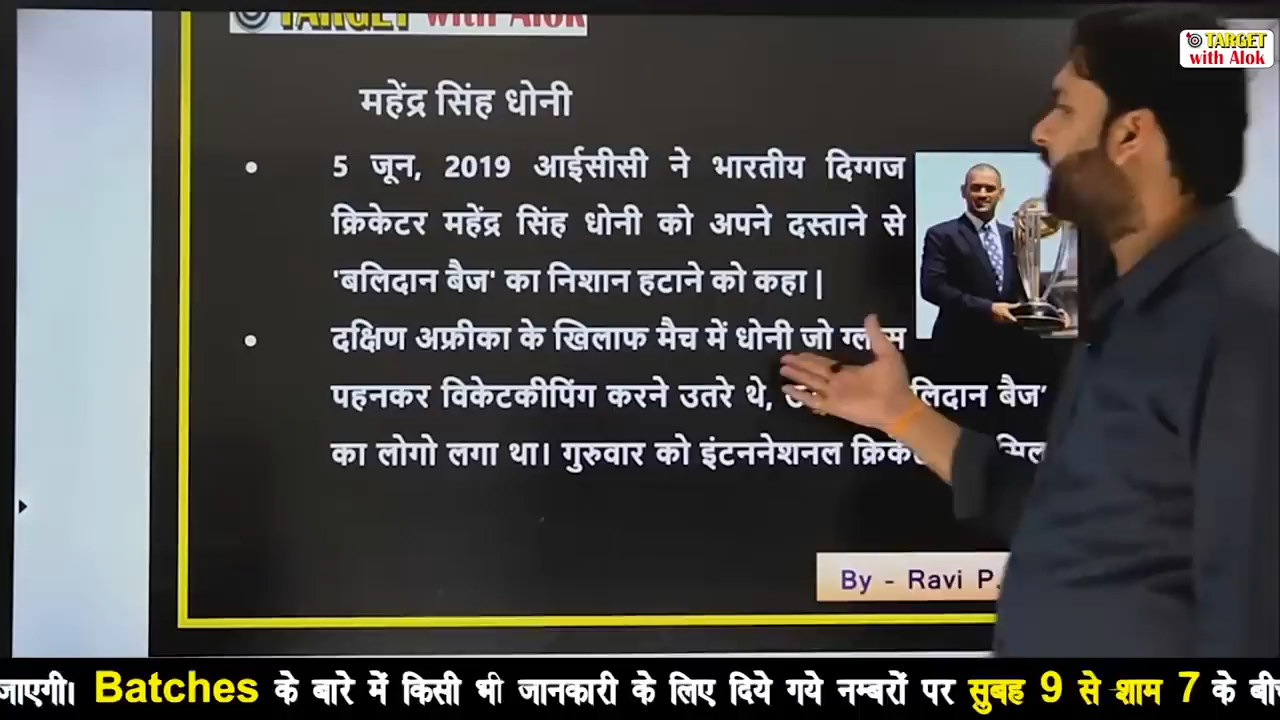 TARGET with Alok
TARGET
with Alok
महेंद्र सिंह धोनी
• 5 जून, 2019 आईसीसी ने भारतीय दिग्गज
क्रिकेटर महेंद्र सिंह धोनी को अपने दस्ताने से
'बलिदान बैज' का निशान हटाने को कहा |
• दक्षिण अफ्रीका के खिलाफ मैच में धोनी जो
पहनकर विकेटकीपिंग करने उतरे थे, बैज'
का लोगो लगा था। गुरुवार को इंटननेशनल
By - Ravi P.
जाएगी। Batches के बारे में किसी भी जानकारी के लिए दिये गये नम्बरों पर सुबह 9 से शाम 7 के